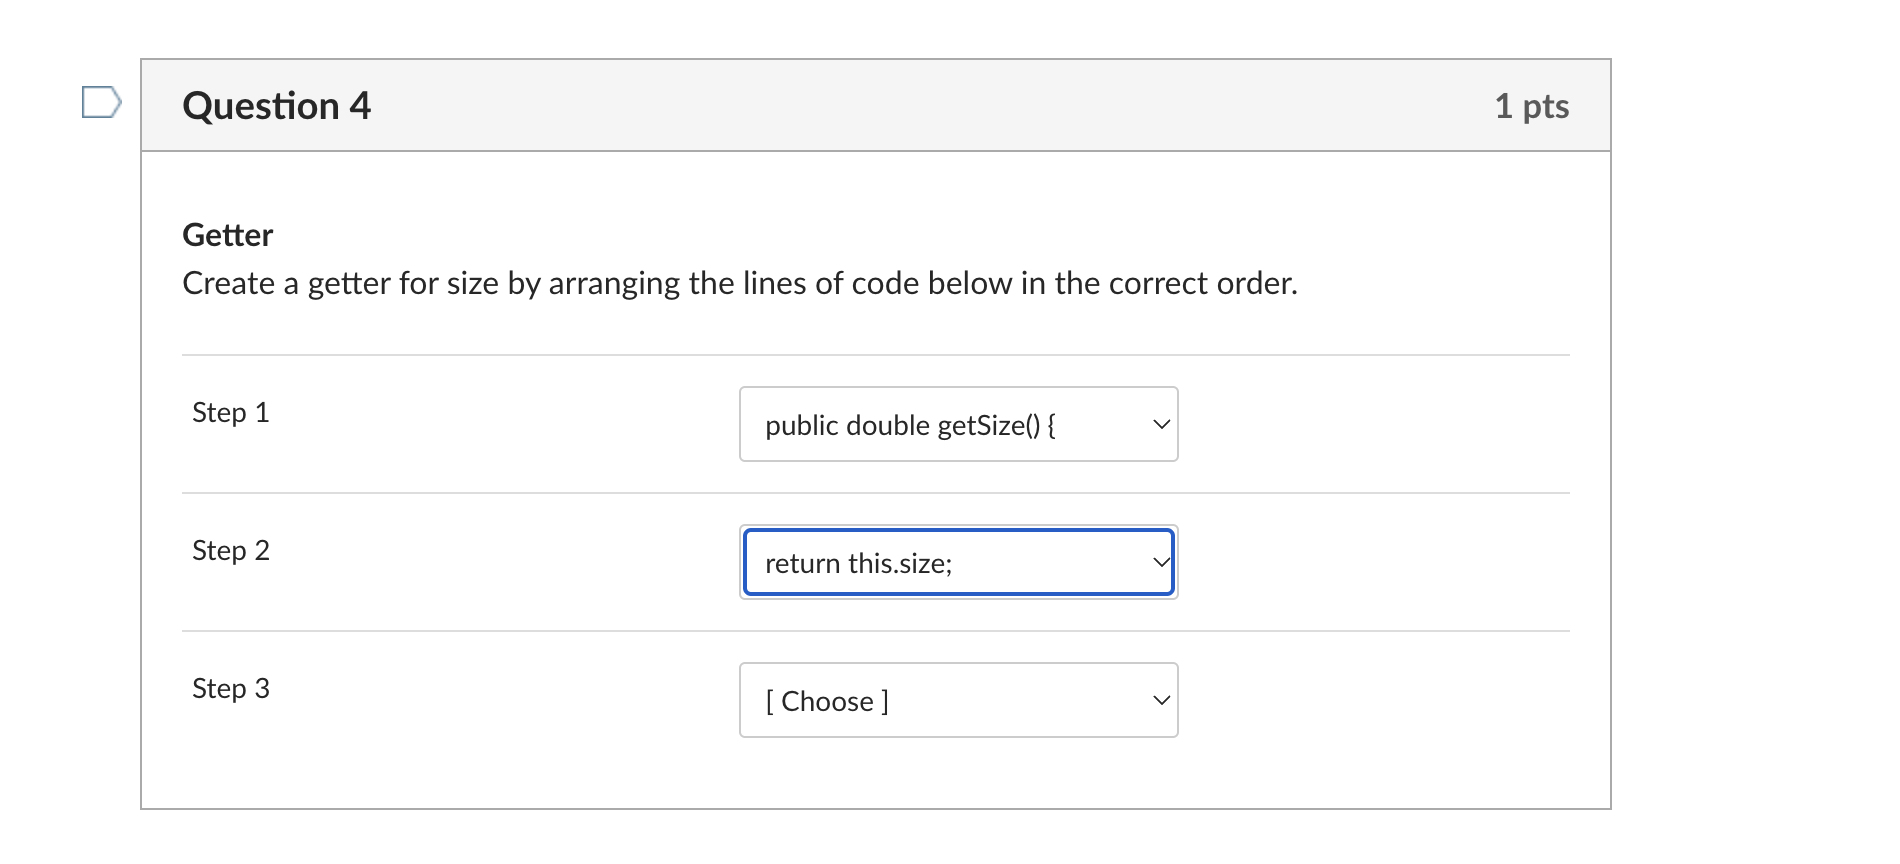 Question 4
1 pts
Getter
Create a getter for size by arranging the lines of code below in the correct order.
Step 1
public double getSize() {
Step 2
return this.size;
Step 3
[ Choose ]